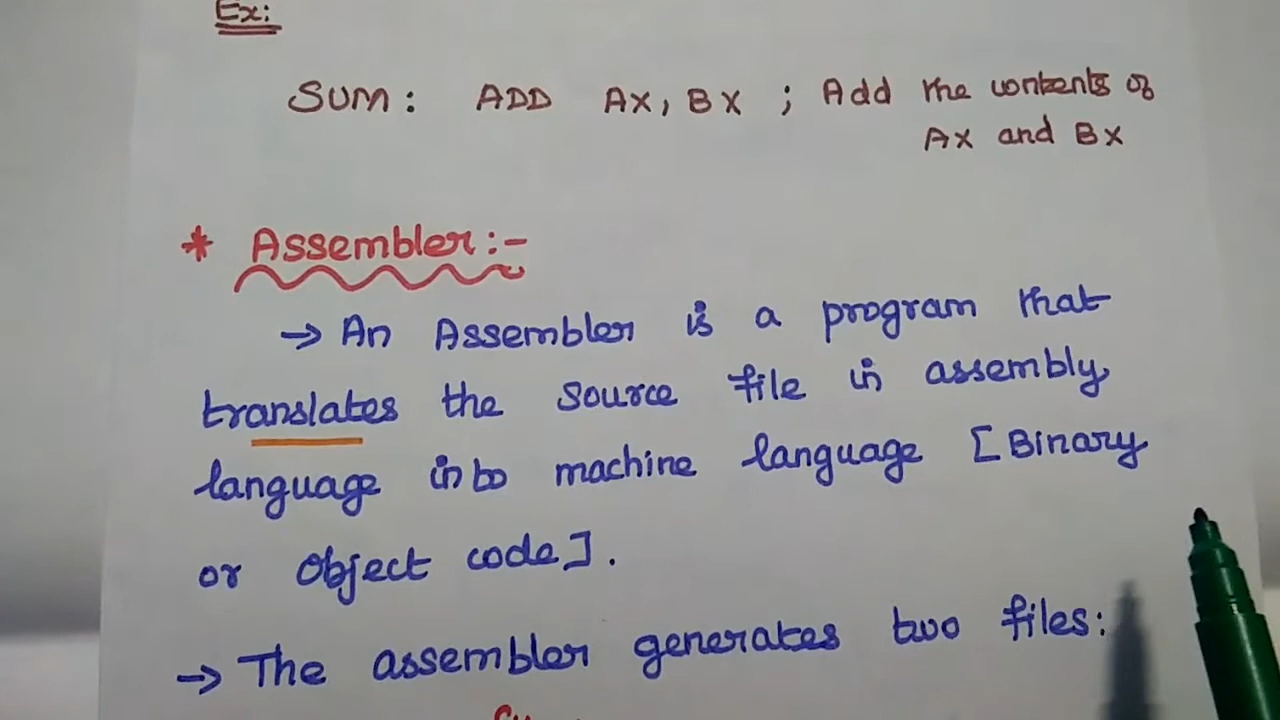 Ex:
SUM: ADD AX, BX ; Add the contents of
AX and BX
* Assembler:-
→ An Assembler is a program that
translates the source file in assembly
language into machine language [Binary
or object code].
→ The assembler generates two files: